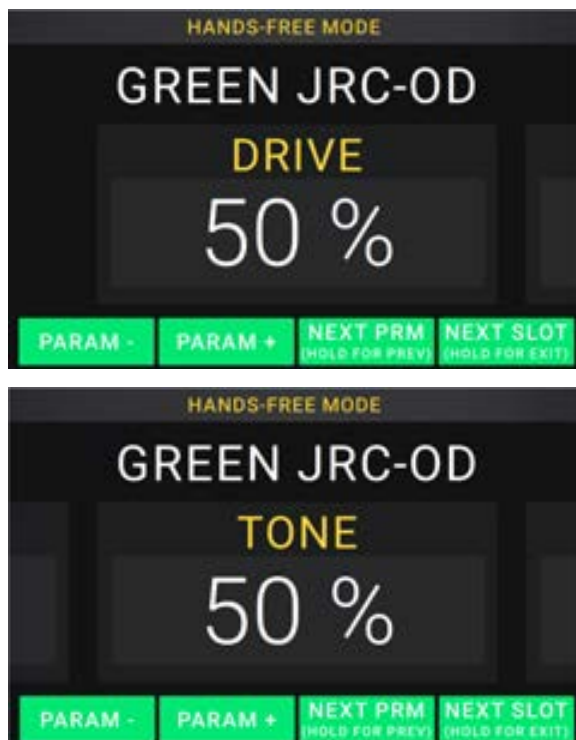 HANDS-FREE MODE
GREEN JRC-OD
DRIVE
50 %
PARAM - PARAM + NEXT PRM NEXT SLOT
(HOLD FOR PREV) (HOLD FOR EXIT)
HANDS-FREE MODE
GREEN JRC-OD
TONE
50 %
PARAM - PARAM + NEXT PRM NEXT SLOT
(HOLD FOR PREV) (HOLD FOR EXIT)